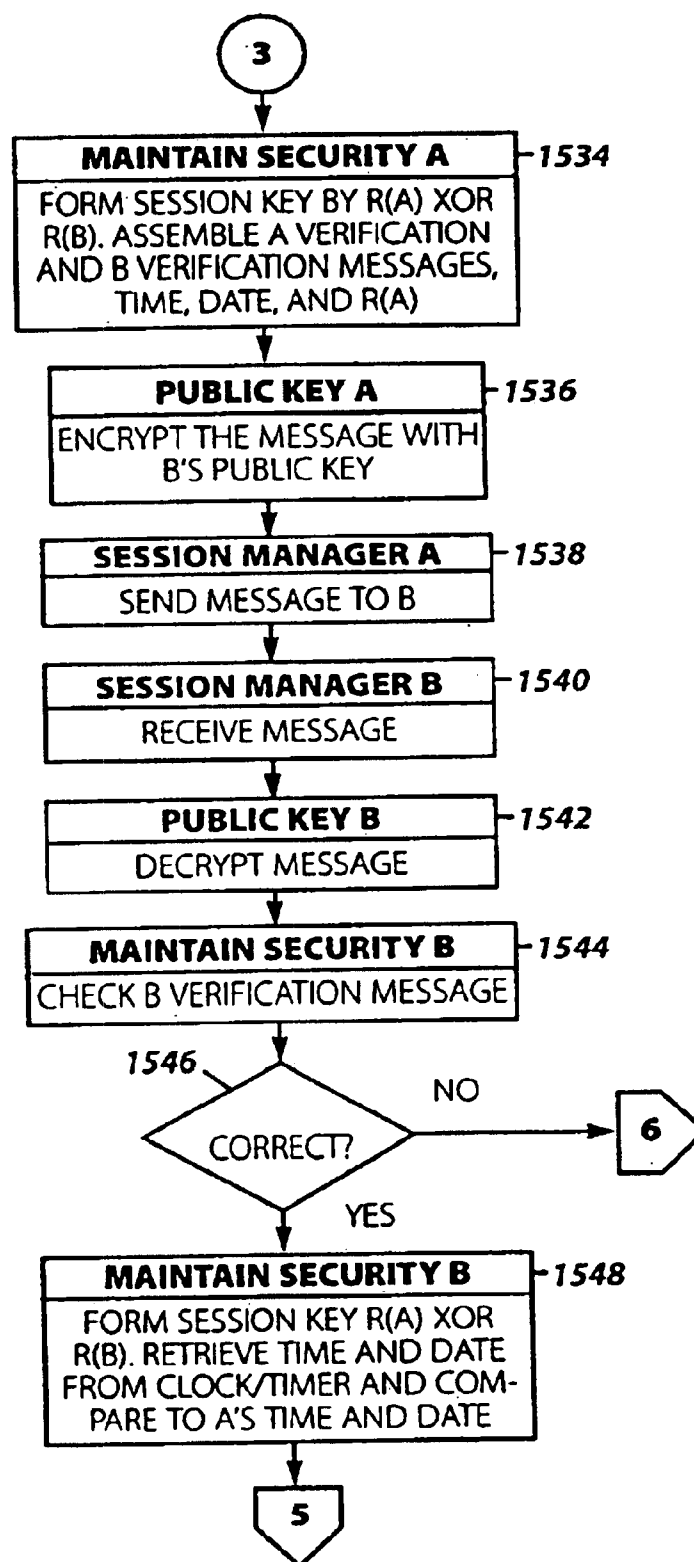 3
MAINTAIN SECURITY A
1534
FORM SESSION KEY BY R(A) XOR
R(B). ASSEMBLE A VERIFICATION
AND B VERIFICATION MESSAGES,
TIME, DATE, AND R(A)
PUBLIC KEY A
1536
ENCRYPT THE MESSAGE WITH
B'S PUBLIC KEY
SESSION MANAGER A
1538
SEND MESSAGE TO B
SESSION MANAGER B
1540
RECEIVE MESSAGE
PUBLIC KEY B
1542
DECRYPT MESSAGE
MAINTAIN SECURITY B
1544
CHECK B VERIFICATION MESSAGE
1546
CORRECT?
NO
6
YES
MAINTAIN SECURITY B
1548
FORM SESSION KEY R(A) XOR
R(B). RETRIEVE TIME AND DATE
FROM CLOCK/TIMER AND COM-
PARE TO A'S TIME AND DATE
5